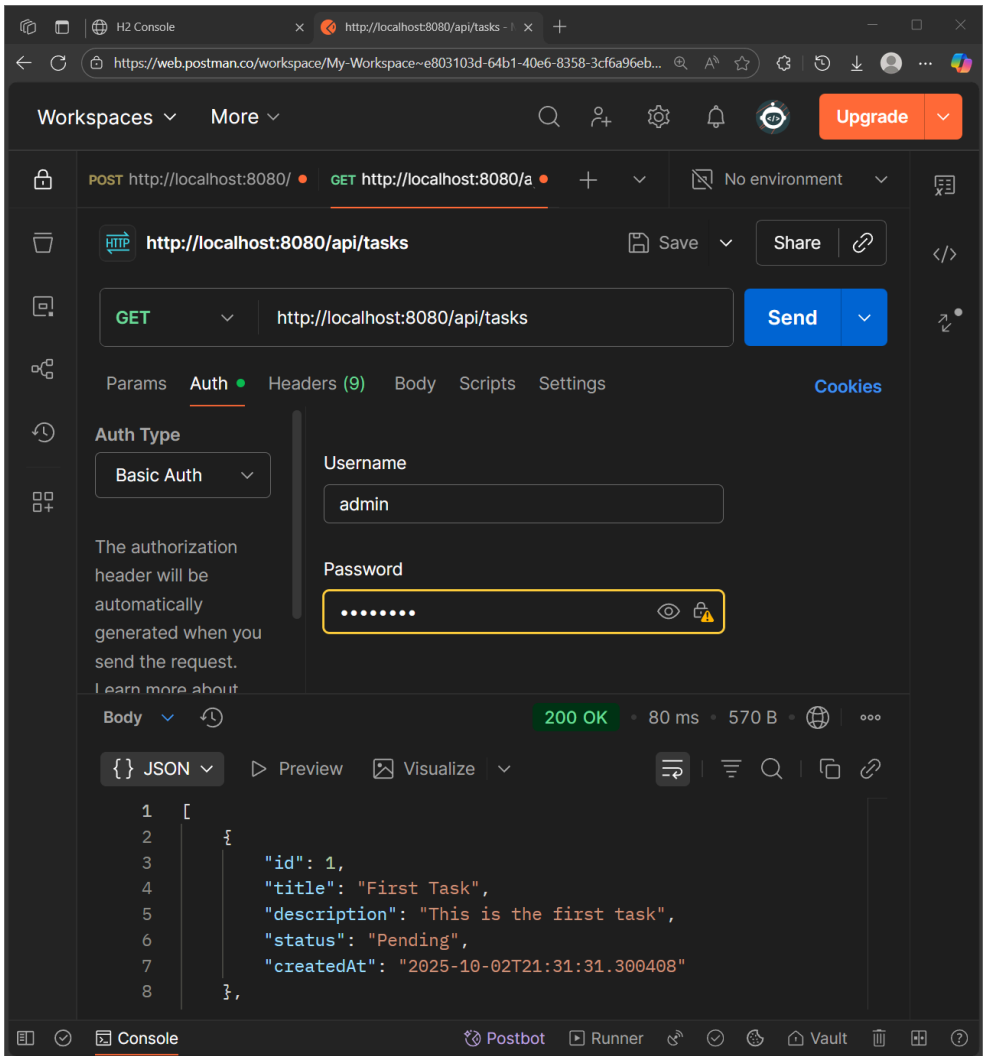 H2 Console
http://localhost:8080/api/tasks -
https://web.postman.co/workspace/My-Workspace~e803103d-64b1-40e6-8358-3cf6a96eb...
Workspaces More Upgrade
POST http://localhost:8080/ GET http://localhost:8080/a No environment
HTTP http://localhost:8080/api/tasks Save Share
GET http://localhost:8080/api/tasks Send
Params Auth Headers (9) Body Scripts Settings Cookies
Auth Type
Basic Auth
The authorization
header will be
automatically
generated when you
send the request.
Learn more about
Username
admin
Password
••••••••
Body 200 OK • 80 ms • 570 B
{} JSON Preview Visualize
1 [
2 {
3 "id": 1,
4 "title": "First Task",
5 "description": "This is the first task",
6 "status": "Pending",
7 "createdAt": "2025-10-02T21:31:31.300408"
8 },
Console Postbot Runner Vault